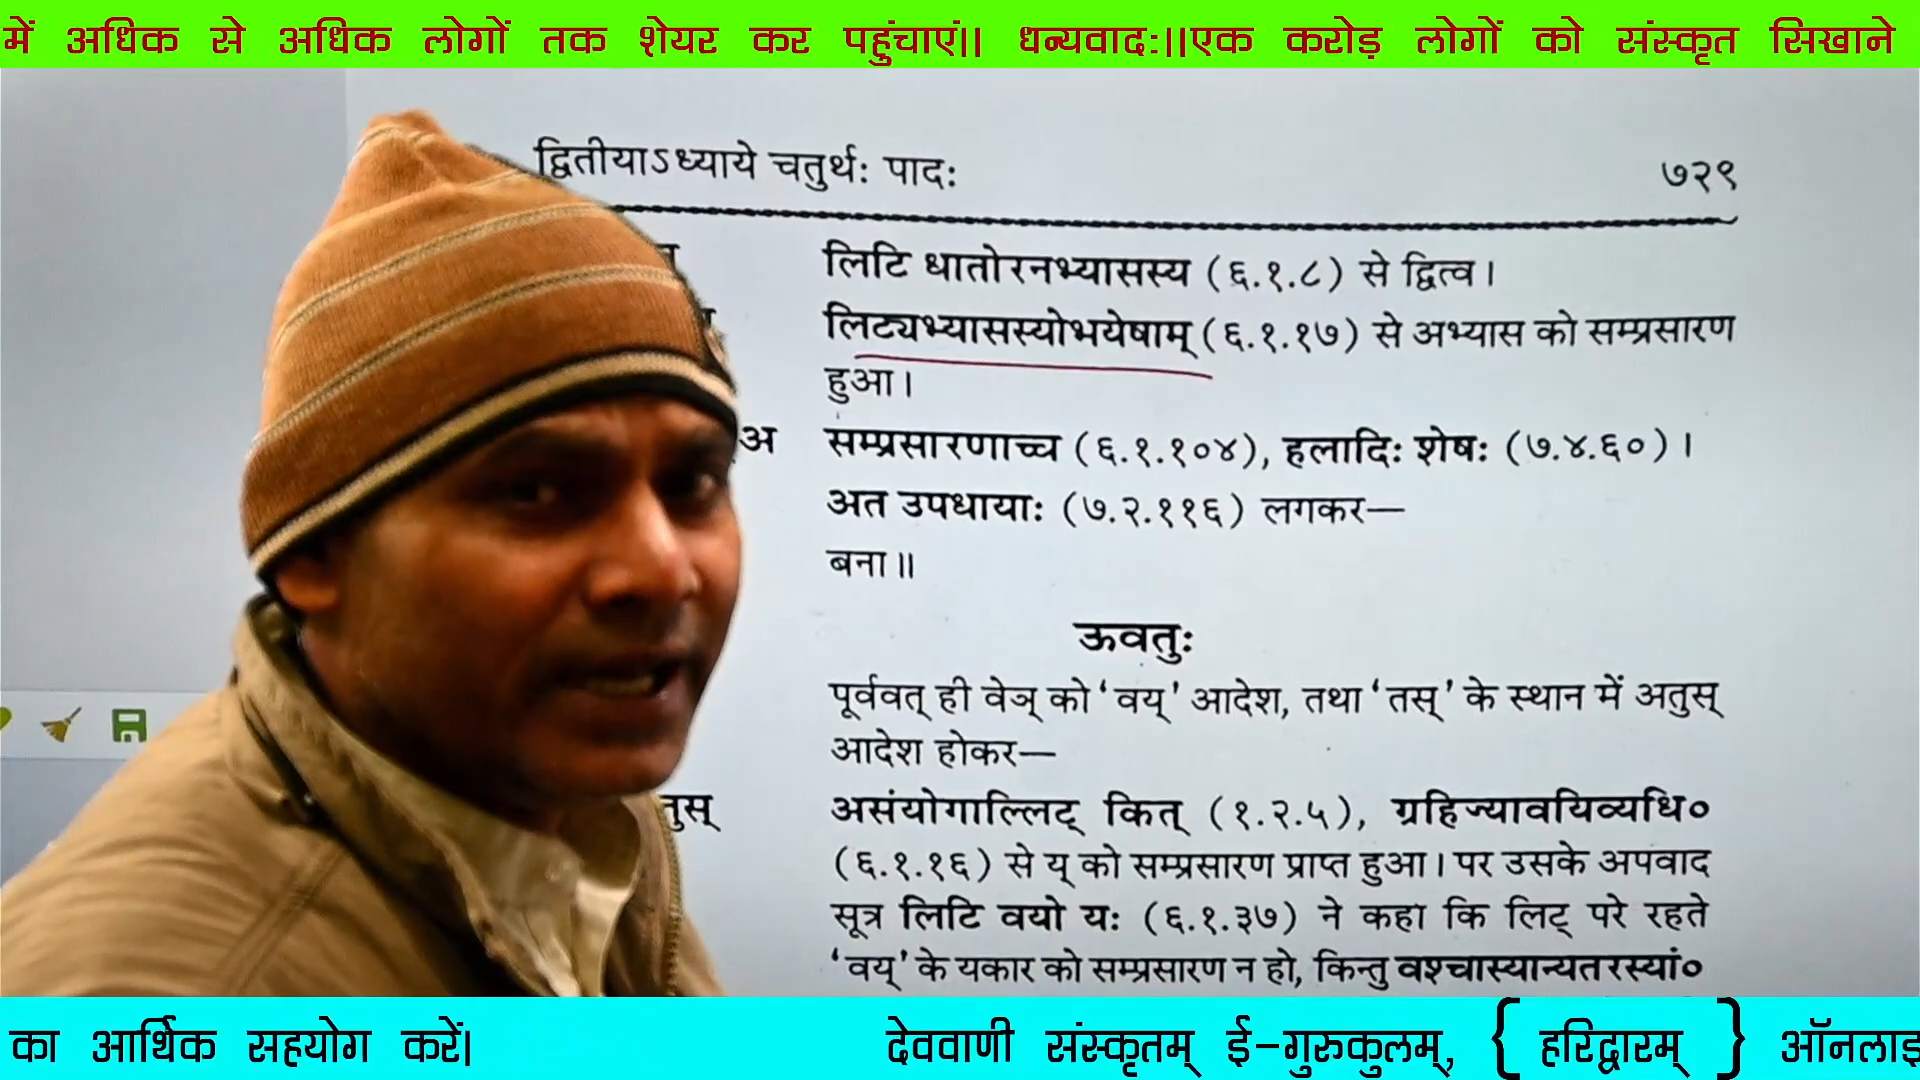 में अधिक से अधिक लोगों तक शेयर कर पहुंचाएं।। धन्यवादः।।एक करोड़ लोगों को संस्कृत सिखाने
द्वितीयाऽध्याये चतुर्थः पादः ७२९
लिटि धातोरनभ्यासस्य (६.१.८) से द्वित्व।
लिट्यभ्यासस्योभयेषाम् (६.१.१७) से अभ्यास को सम्प्रसारण
हुआ।
अ सम्प्रसारणाच्च (६.१.१०४), हलादिः शेषः (७.४.६०)।
अत उपधायाः (७.२.११६) लगकर—
बना॥
ऊवतुः
पूर्ववत् ही वेञ् को ‘वय्’ आदेश, तथा ‘तस्’ के स्थान में अतुस्
आदेश होकर—
तुस् असंयोगाल्लिट् कित् (१.२.५), ग्रहिज्यावयिव्यधि०
(६.१.१६) से य् को सम्प्रसारण प्राप्त हुआ। पर उसके अपवाद
सूत्र लिटि वयो यः (६.१.३७) ने कहा कि लिट् परे रहते
‘वय्’ के यकार को सम्प्रसारण न हो, किन्तु वश्चास्यान्यतरस्यां०
का आर्थिक सहयोग करें। देववाणी संस्कृतम् ई-गुरुकुलम्, { हरिद्वारम् } ऑनलाइ